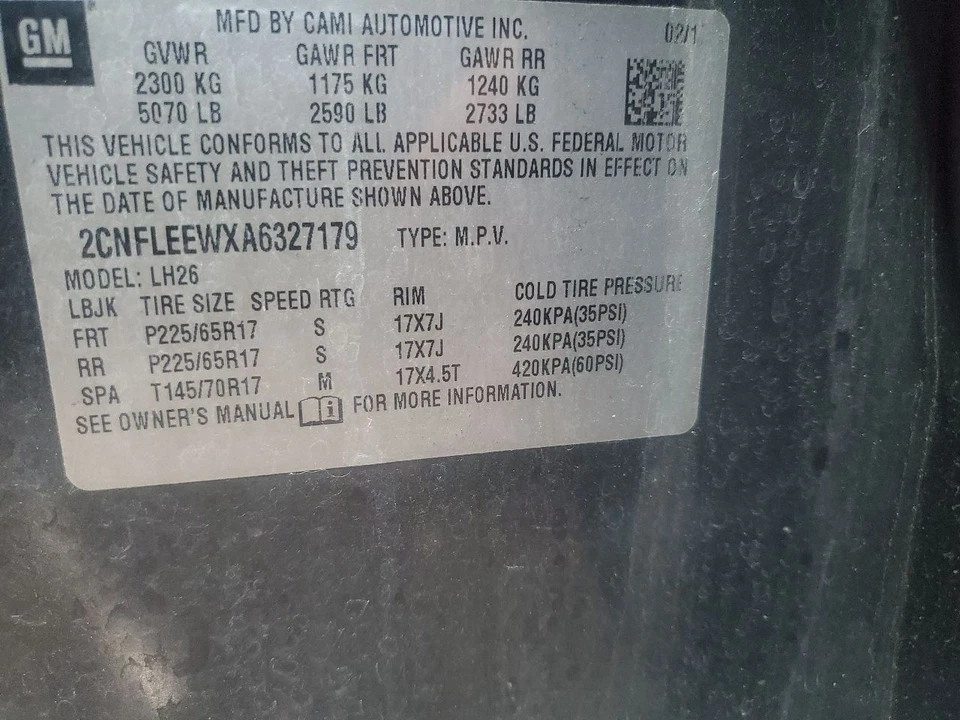 GM
MFD BY CAMI AUTOMOTIVE INC. 02/1
GVWR GAWR FRT GAWR RR
2300 KG 1175 KG 1240 KG
5070 LB 2590 LB 2733 LB
THIS VEHICLE CONFORMS TO ALL APPLICABLE U.S. FEDERAL MOTOR
VEHICLE SAFETY AND THEFT PREVENTION STANDARDS IN EFFECT ON
THE DATE OF MANUFACTURE SHOWN ABOVE.
2CNFLEEWXA6327179 TYPE: M.P.V.
MODEL: LH26
LBJK TIRE SIZE SPEED RTG RIM COLD TIRE PRESSURE
FRT P225/65R17 S 17X7J 240KPA(35PSI)
RR P225/65R17 S 17X7J 240KPA(35PSI)
SPA T145/70R17 M 17X4.5T 420KPA(60PSI)
SEE OWNER'S MANUAL FOR MORE INFORMATION.